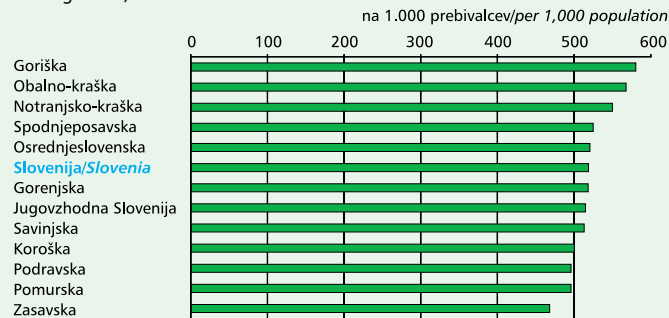 na 1.000 prebivalcev/per 1,000 population
0 100 200 300 400 500 600
Goriška
Obalno-kraška
Notranjsko-kraška
Spodnjeposavska
Osrednjeslovenska
Slovenija/Slovenia
Gorenjska
Jugovzhodna Slovenija
Savinjska
Koroška
Podravska
Pomurska
Zasavska